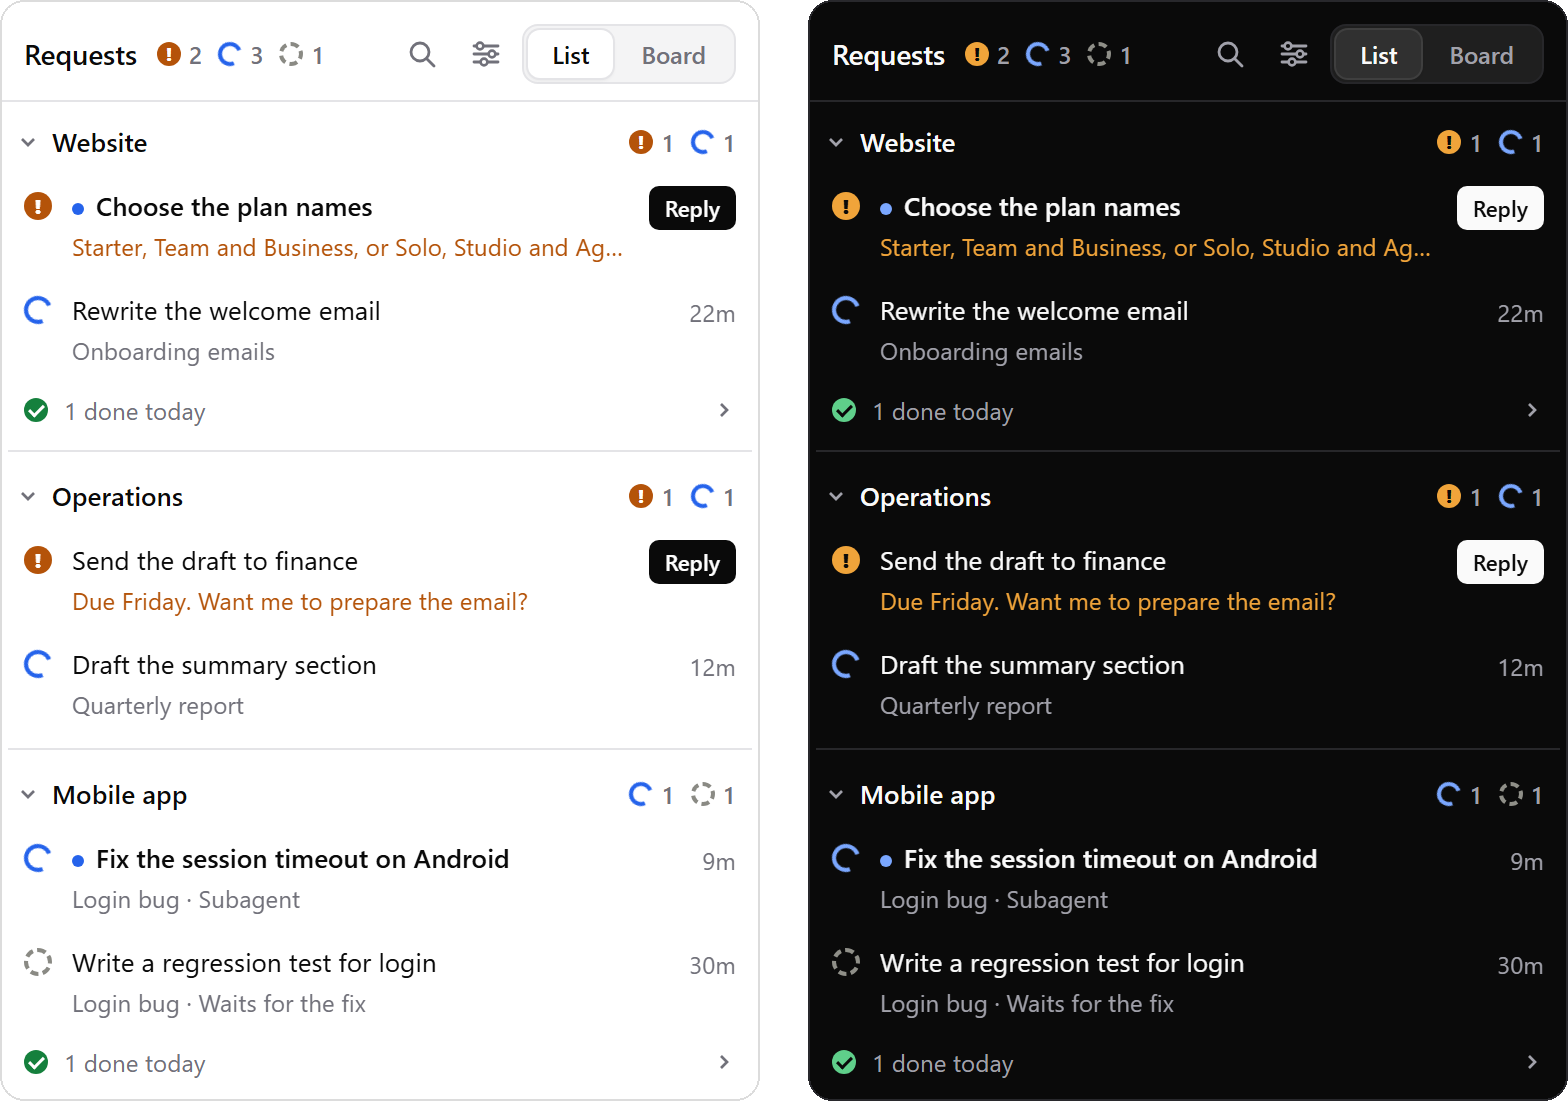 Requests 2 3 1 List Board
Website 1 1
Choose the plan names Reply
Starter, Team and Business, or Solo, Studio and Ag...
Rewrite the welcome email 22m
Onboarding emails
1 done today
Operations 1 1
Send the draft to finance Reply
Due Friday. Want me to prepare the email?
Draft the summary section 12m
Quarterly report
Mobile app 1 1
Fix the session timeout on Android 9m
Login bug · Subagent
Write a regression test for login 30m
Login bug · Waits for the fix
1 done today
Requests 2 3 1 List Board
Website 1 1
Choose the plan names Reply
Starter, Team and Business, or Solo, Studio and Ag...
Rewrite the welcome email 22m
Onboarding emails
1 done today
Operations 1 1
Send the draft to finance Reply
Due Friday. Want me to prepare the email?
Draft the summary section 12m
Quarterly report
Mobile app 1 1
Fix the session timeout on Android 9m
Login bug · Subagent
Write a regression test for login 30m
Login bug · Waits for the fix
1 done today